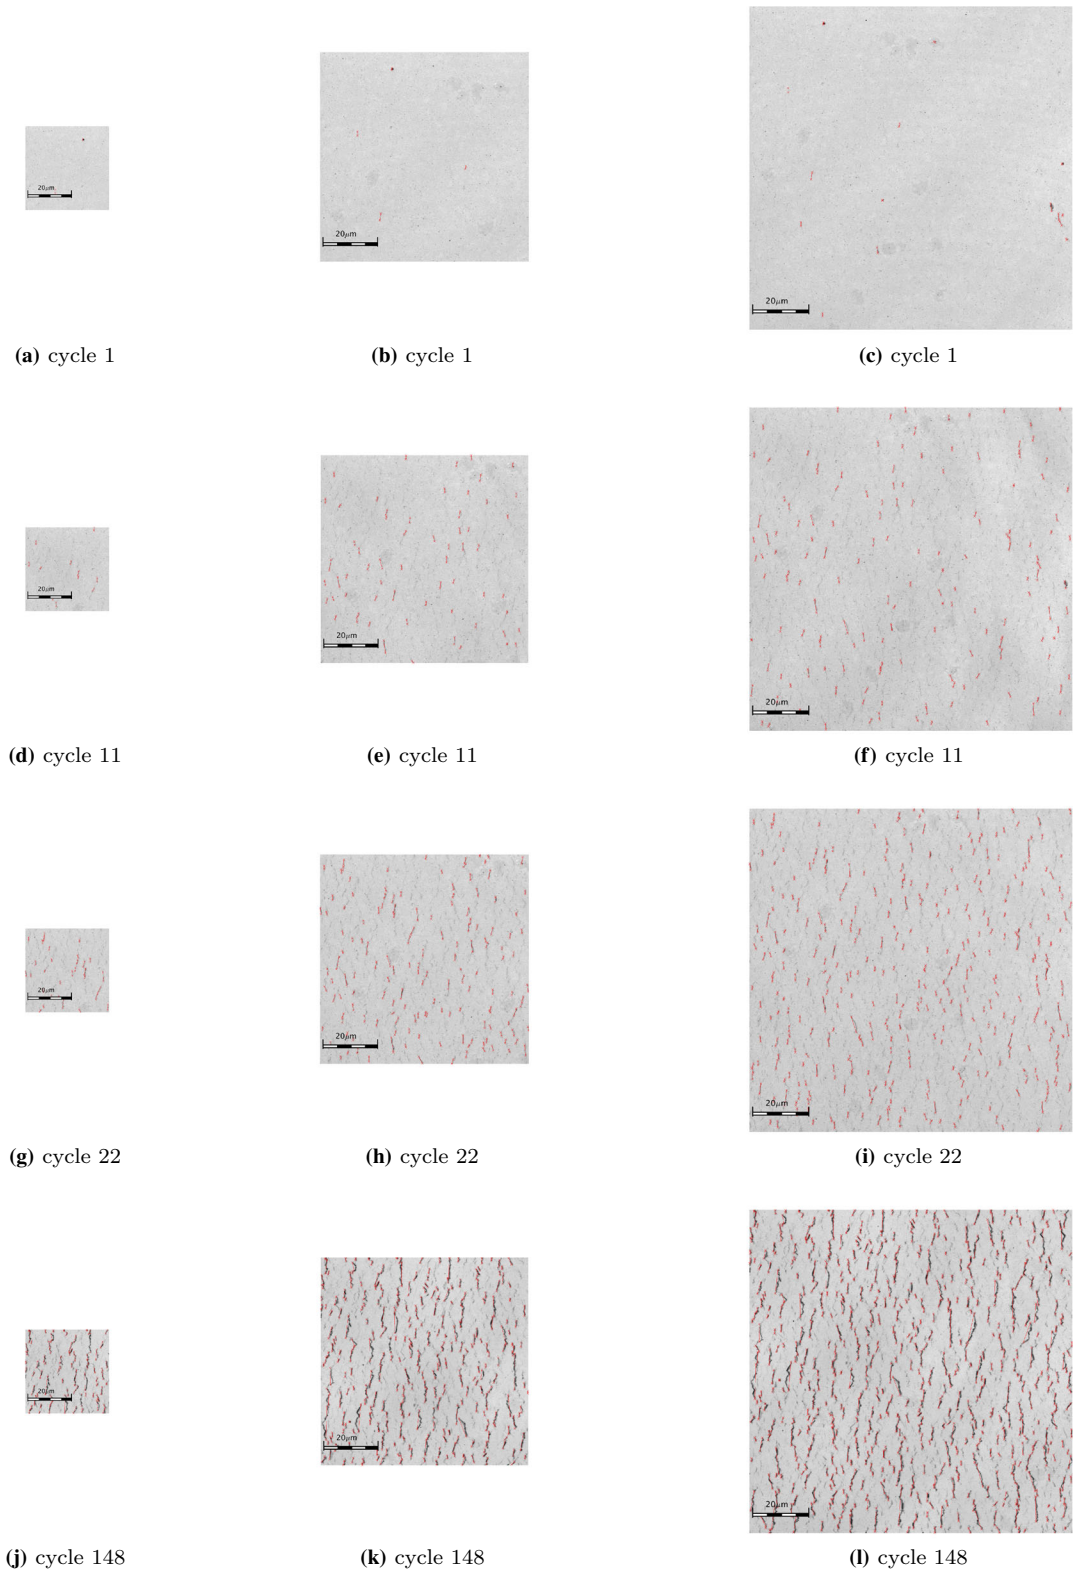 20μm
20μm
20μm
(a) cycle 1
(b) cycle 1
(c) cycle 1
20μm
20μm
20μm
(d) cycle 11
(e) cycle 11
(f) cycle 11
20μm
20μm
20μm
(g) cycle 22
(h) cycle 22
(i) cycle 22
20μm
20μm
20μm
(j) cycle 148
(k) cycle 148
(l) cycle 148